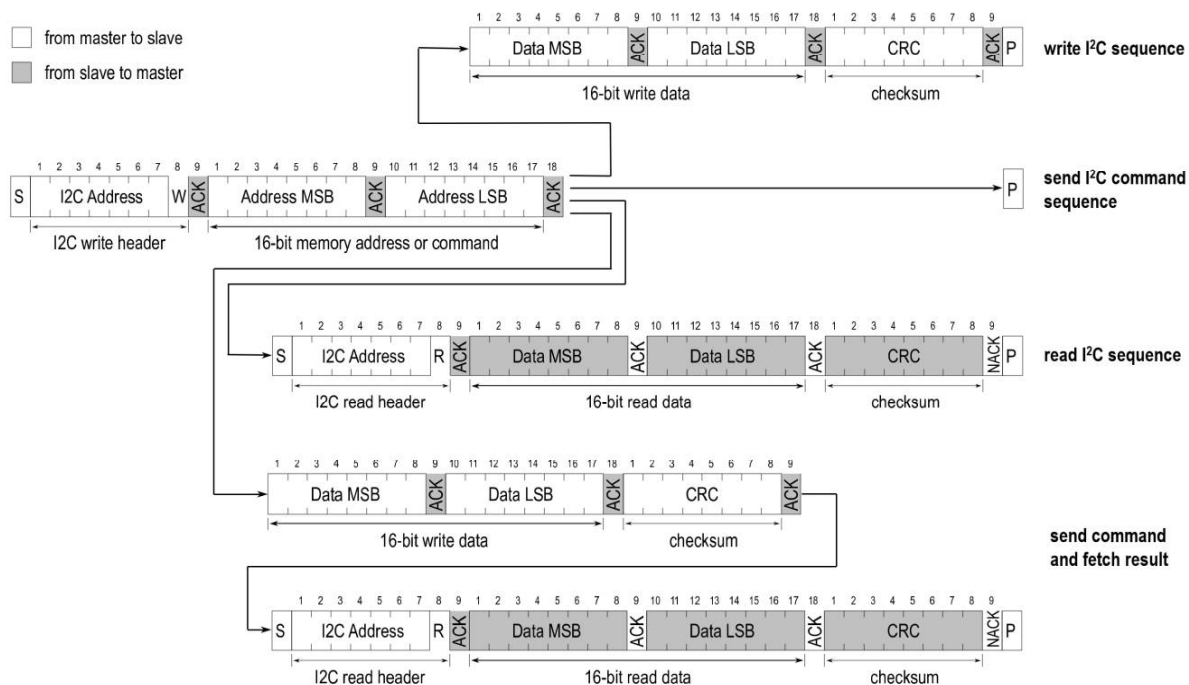 1 2 3 4 5 6 7 8 9 10 11 12 13 14 15 16 17 18 1 2 3 4 5 6 7 8 9
from master to slave
Data MSB ACK Data LSB ACK CRC ACK P
write I²C sequence
from slave to master
16-bit write data
checksum
1 2 3 4 5 6 7 8 9 1 2 3 4 5 6 7 8 9 10 11 12 13 14 15 16 17 18
S I2C Address W ACK Address MSB ACK Address LSB ACK
P
send I²C command
sequence
I2C write header
16-bit memory address or command
1 2 3 4 5 6 7 8 9 1 2 3 4 5 6 7 8 9 10 11 12 13 14 15 16 17 18 1 2 3 4 5 6 7 8 9
S I2C Address R ACK Data MSB ACK Data LSB ACK CRC NACK P
read I²C sequence
I2C read header
16-bit read data
checksum
1 2 3 4 5 6 7 8 9 10 11 12 13 14 15 16 17 18 1 2 3 4 5 6 7 8 9
Data MSB ACK Data LSB ACK CRC ACK
16-bit write data
checksum
send command
and fetch result
1 2 3 4 5 6 7 8 9 1 2 3 4 5 6 7 8 9 10 11 12 13 14 15 16 17 18 1 2 3 4 5 6 7 8 9
S I2C Address R ACK Data MSB ACK Data LSB ACK CRC NACK P
I2C read header
16-bit read data
checksum